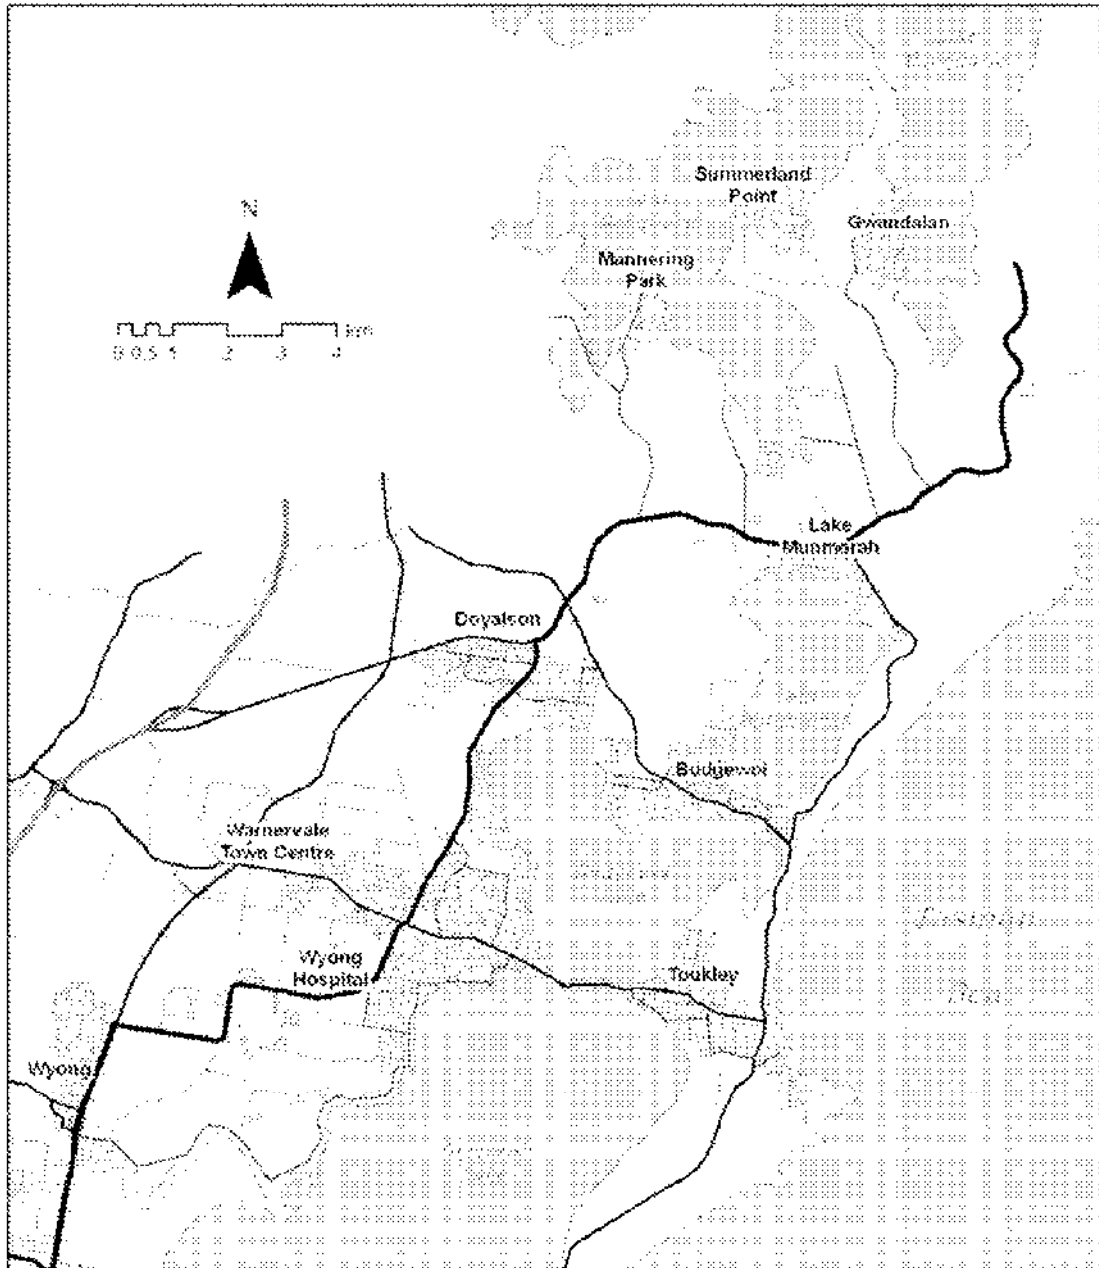 Summerland
Point
N
Gwandalan
Mannering
Park
km
0 0.5 1 2 3 4
Lake
Munmorah
Doyalson
Budgewoi
Warnervale
Town Centre
Wyong
Hospital
Toukley
Wyong